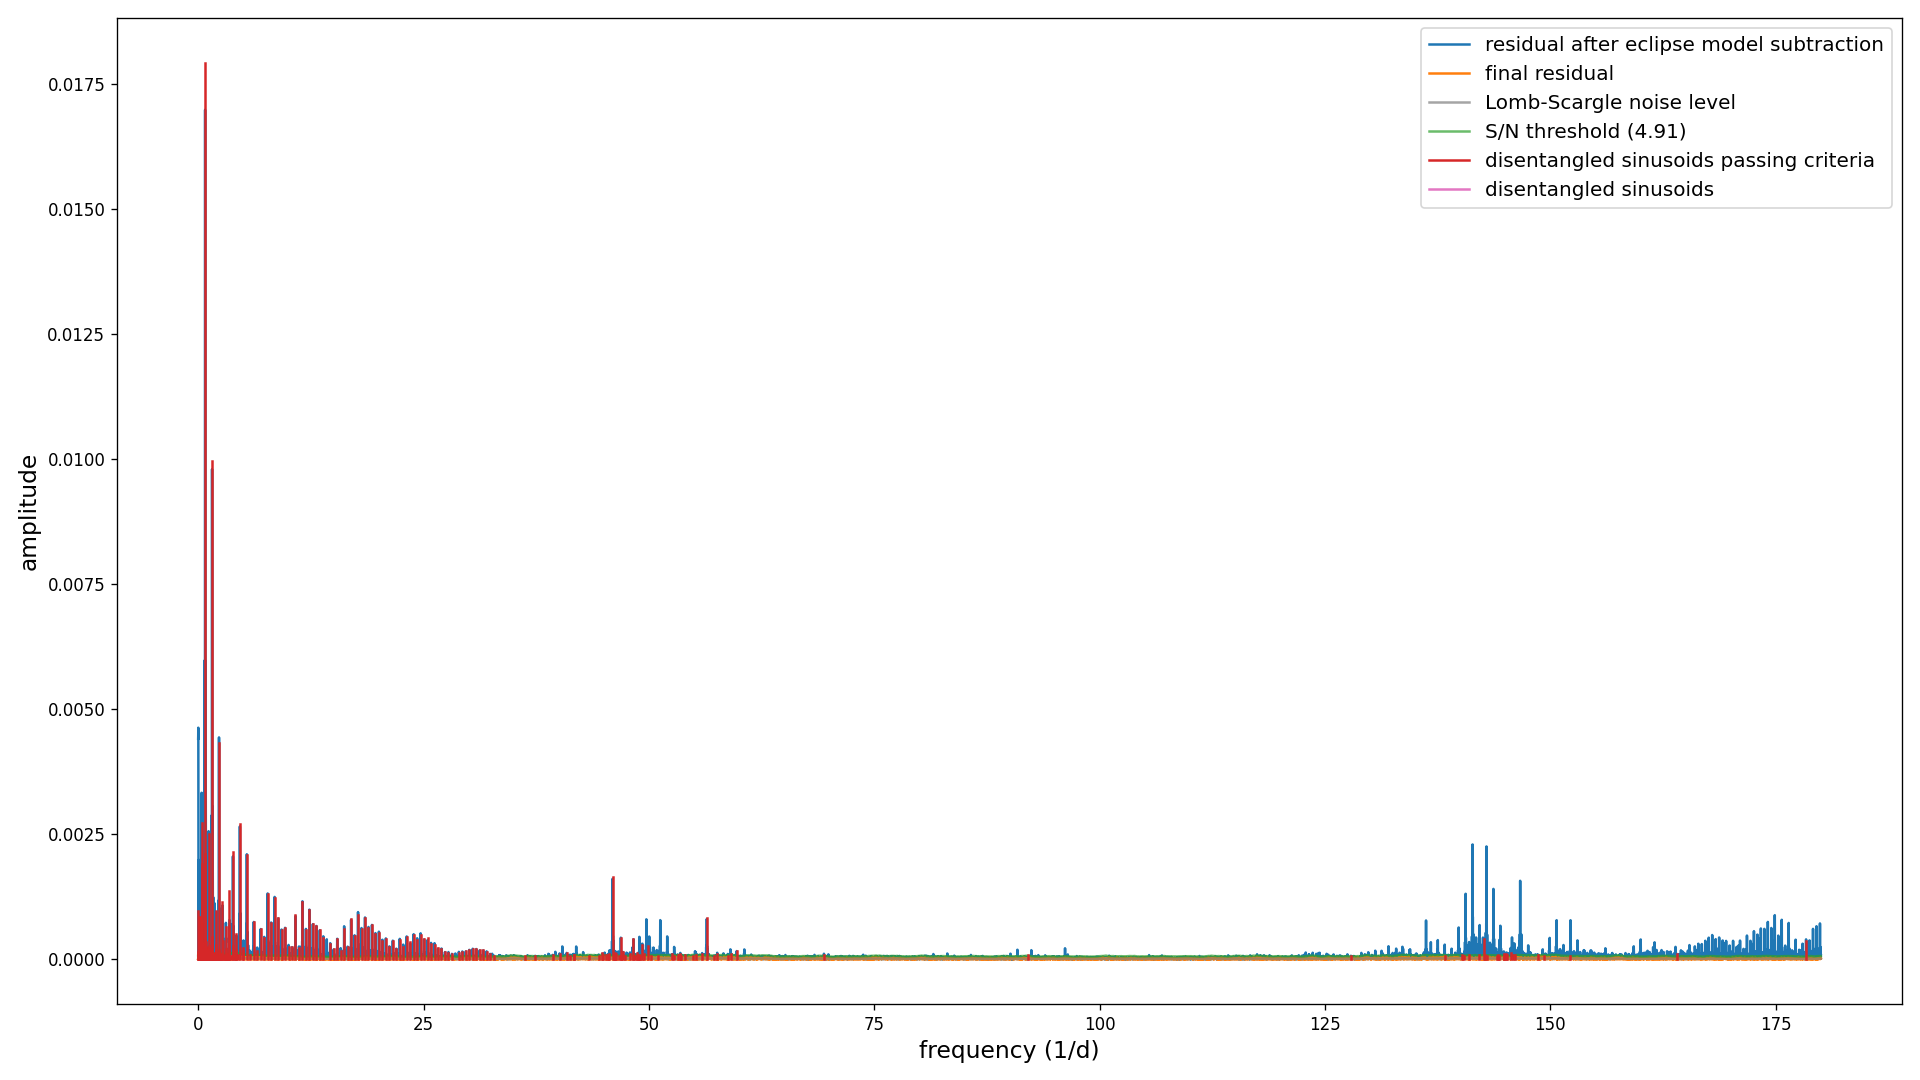 residual after eclipse model subtraction
final residual
Lomb-Scargle noise level
S/N threshold (4.91)
disentangled sinusoids passing criteria
disentangled sinusoids
amplitude
0.0175
0.0150
0.0125
0.0100
0.0075
0.0050
0.0025
0.0000
0 25 50 75 100 125 150 175
frequency (1/d)